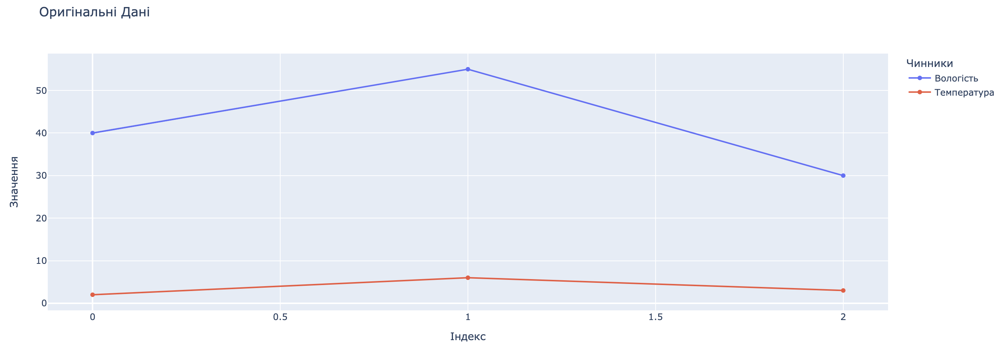 Оригінальні Дані
Чинники
Вологість
Температура
Значення
50
40
30
20
10
0
0
0.5
1
1.5
2
Індекс